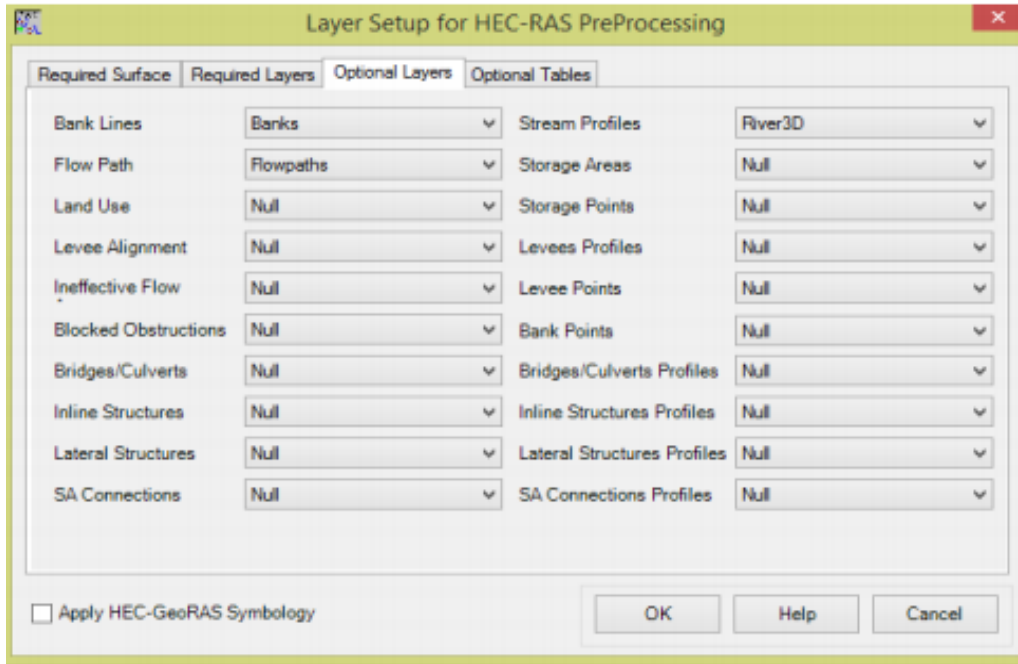 Layer Setup for HEC-RAS PreProcessing
Required Surface Required Layers Optional Layers Optional Tables
Bank Lines Banks Stream Profiles River3D
Flow Path Flowpaths Storage Areas Null
Land Use Null Storage Points Null
Levee Alignment Null Levees Profiles Null
Ineffective Flow Null Levee Points Null
Blocked Obstructions Null Bank Points Null
Bridges/Culverts Null Bridges/Culverts Profiles Null
Inline Structures Null Inline Structures Profiles Null
Lateral Structures Null Lateral Structures Profiles Null
SA Connections Null SA Connections Profiles Null
Apply HEC-GeoRAS Symbology OK Help Cancel